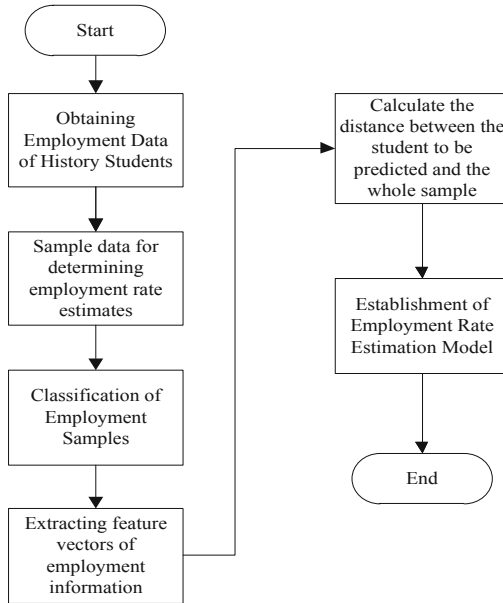 Start
Obtaining
Employment Data
of History Students
Sample data for
determining
employment rate
estimates
Classification of
Employment
Samples
Extracting feature
vectors of
employment
information
Calculate the
distance between the
student to be
predicted and the
whole sample
Establishment of
Employment Rate
Estimation Model
End